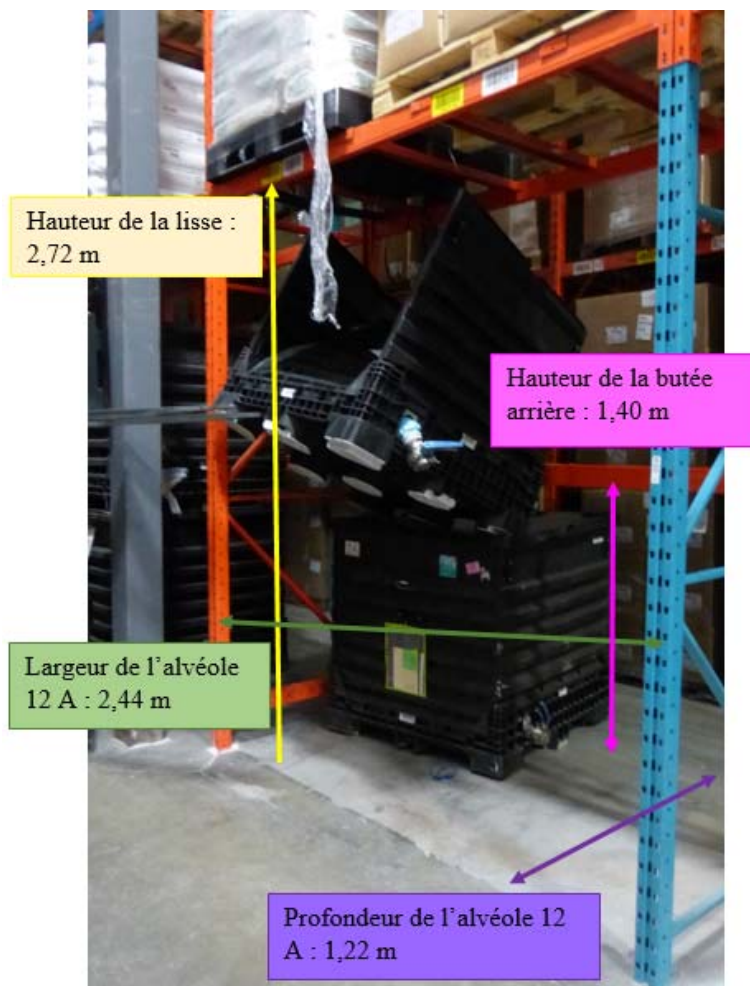 Hauteur de la lisse :
2,72 m
Hauteur de la butée
arrière : 1,40 m
Largeur de l’alvéole
12 A : 2,44 m
Profondeur de l’alvéole 12
A : 1,22 m